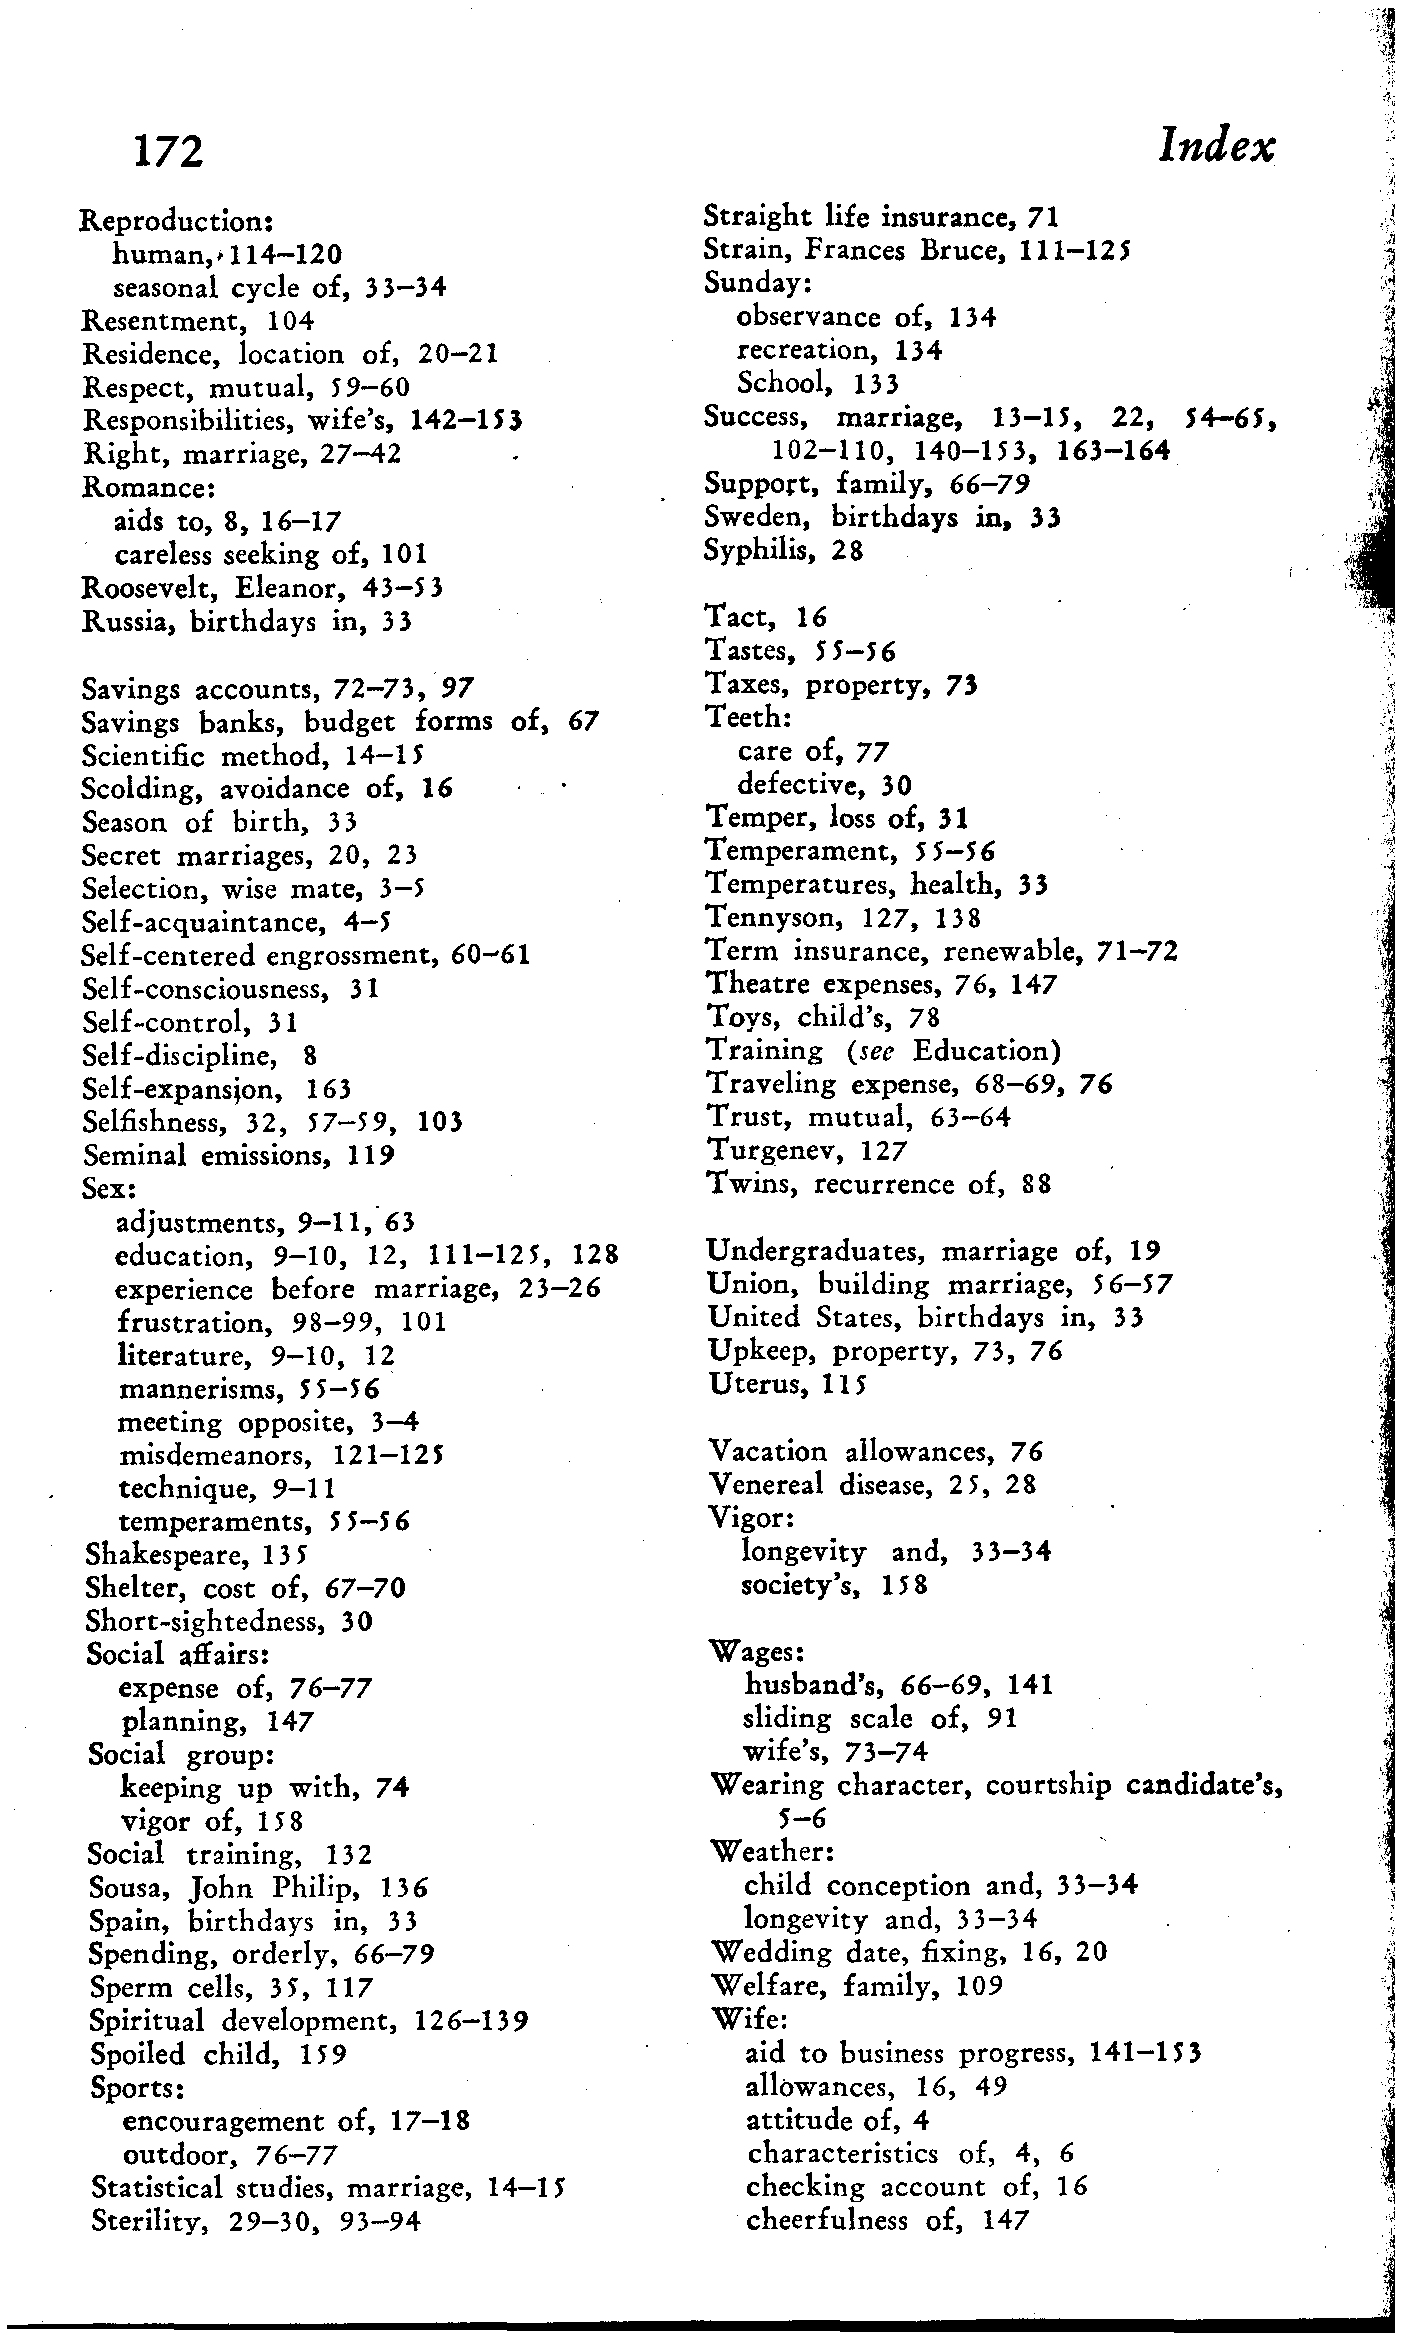 172
Index
Reproduction:
human, 114–120
seasonal cycle of, 33–34
Resentment, 104
Residence, location of, 20–21
Respect, mutual, 59–60
Responsibilities, wife's, 142–153
Right, marriage, 27–42
Romance:
aids to, 8, 16–17
careless seeking of, 101
Roosevelt, Eleanor, 43–53
Russia, birthdays in, 33
Savings accounts, 72–73, 97
Savings banks, budget forms of, 67
Scientific method, 14–15
Scolding, avoidance of, 16
Season of birth, 33
Secret marriages, 20, 23
Selection, wise mate, 3–5
Self-acquaintance, 4–5
Self-centered engrossment, 60–61
Self-consciousness, 31
Self-control, 31
Self-discipline, 8
Self-expansion, 163
Selfishness, 32, 57–59, 103
Seminal emissions, 119
Sex:
adjustments, 9–11, 63
education, 9–10, 12, 111–125, 128
experience before marriage, 23–26
frustration, 98–99, 101
literature, 9–10, 12
mannerisms, 55–56
meeting opposite, 3–4
misdemeanors, 121–125
technique, 9–11
temperaments, 55–56
Shakespeare, 135
Shelter, cost of, 67–70
Short-sightedness, 30
Social affairs:
expense of, 76–77
planning, 147
Social group:
keeping up with, 74
vigor of, 158
Social training, 132
Sousa, John Philip, 136
Spain, birthdays in, 33
Spending, orderly, 66–79
Sperm cells, 35, 117
Spiritual development, 126–139
Spoiled child, 159
Sports:
encouragement of, 17–18
outdoor, 76–77
Statistical studies, marriage, 14–15
Sterility, 29–30, 93–94
Straight life insurance, 71
Strain, Frances Bruce, 111–125
Sunday:
observance of, 134
recreation, 134
School, 133
Success, marriage, 13–15, 22, 54–65,
102–110, 140–153, 163–164
Support, family, 66–79
Sweden, birthdays in, 33
Syphilis, 28
Tact, 16
Tastes, 55–56
Taxes, property, 73
Teeth:
care of, 77
defective, 30
Temper, loss of, 31
Temperament, 55–56
Temperatures, health, 33
Tennyson, 127, 138
Term insurance, renewable, 71–72
Theatre expenses, 76, 147
Toys, child's, 78
Training (see Education)
Traveling expense, 68–69, 76
Trust, mutual, 63–64
Turgenev, 127
Twins, recurrence of, 88
Undergraduates, marriage of, 19
Union, building marriage, 56–57
United States, birthdays in, 33
Upkeep, property, 73, 76
Uterus, 115
Vacation allowances, 76
Venereal disease, 25, 28
Vigor:
longevity and, 33–34
society's, 158
Wages:
husband's, 66–69, 141
sliding scale of, 91
wife's, 73–74
Wearing character, courtship candidate's,
5–6
Weather:
child conception and, 33–34
longevity and, 33–34
Wedding date, fixing, 16, 20
Welfare, family, 109
Wife:
aid to business progress, 141–153
allowances, 16, 49
attitude of, 4
characteristics of, 4, 6
checking account of, 16
cheerfulness of, 147